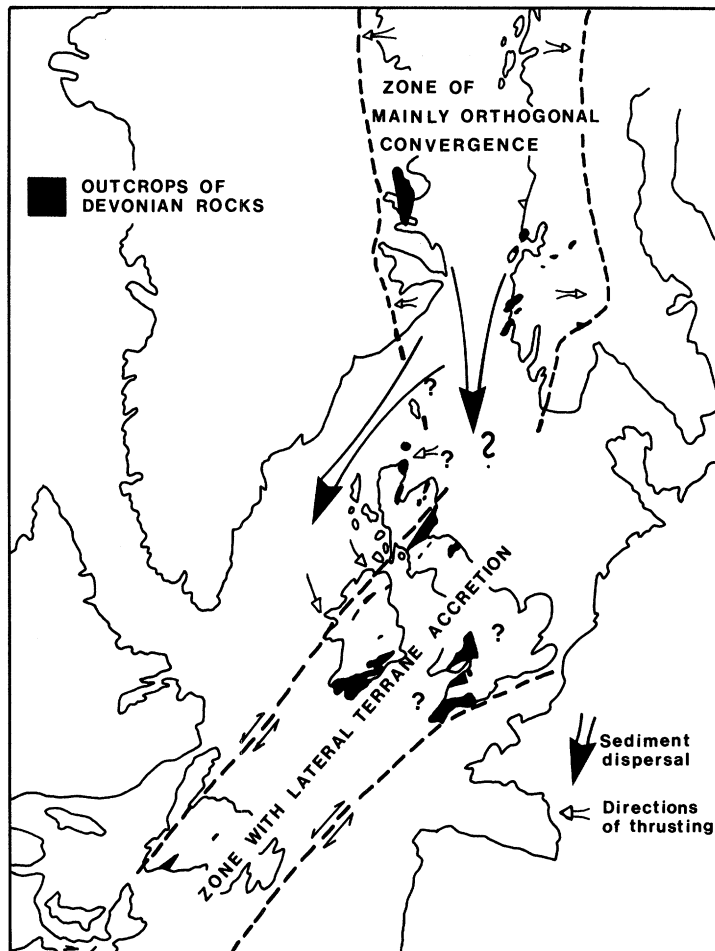 ZONE OF
MAINLY ORTHOGONAL
CONVERGENCE
OUTCROPS OF
DEVONIAN ROCKS
?
?
?
ZONE WITH LATERAL TERRANE ACCRETION
?
?
Sediment
dispersal
Directions
of thrusting